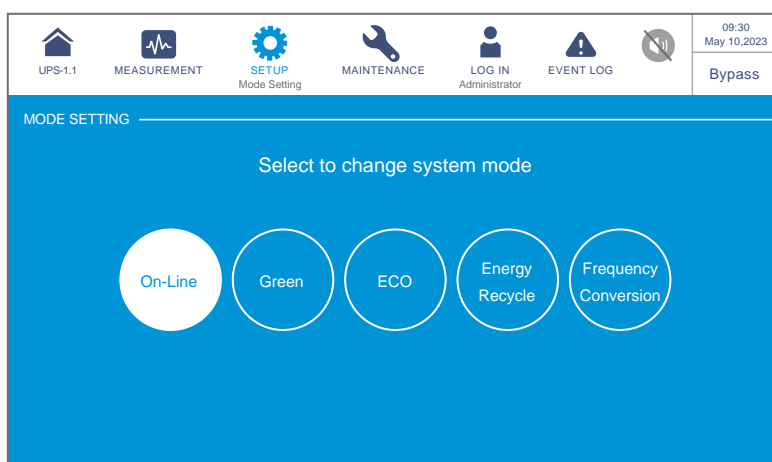 09:30
May 10,2023
UPS-1.1
MEASUREMENT
SETUP
Mode Setting
MAINTENANCE
LOG IN
Administrator
EVENT LOG
Bypass
MODE SETTING
Select to change system mode
On-Line
Green
ECO
Energy
Recycle
Frequency
Conversion